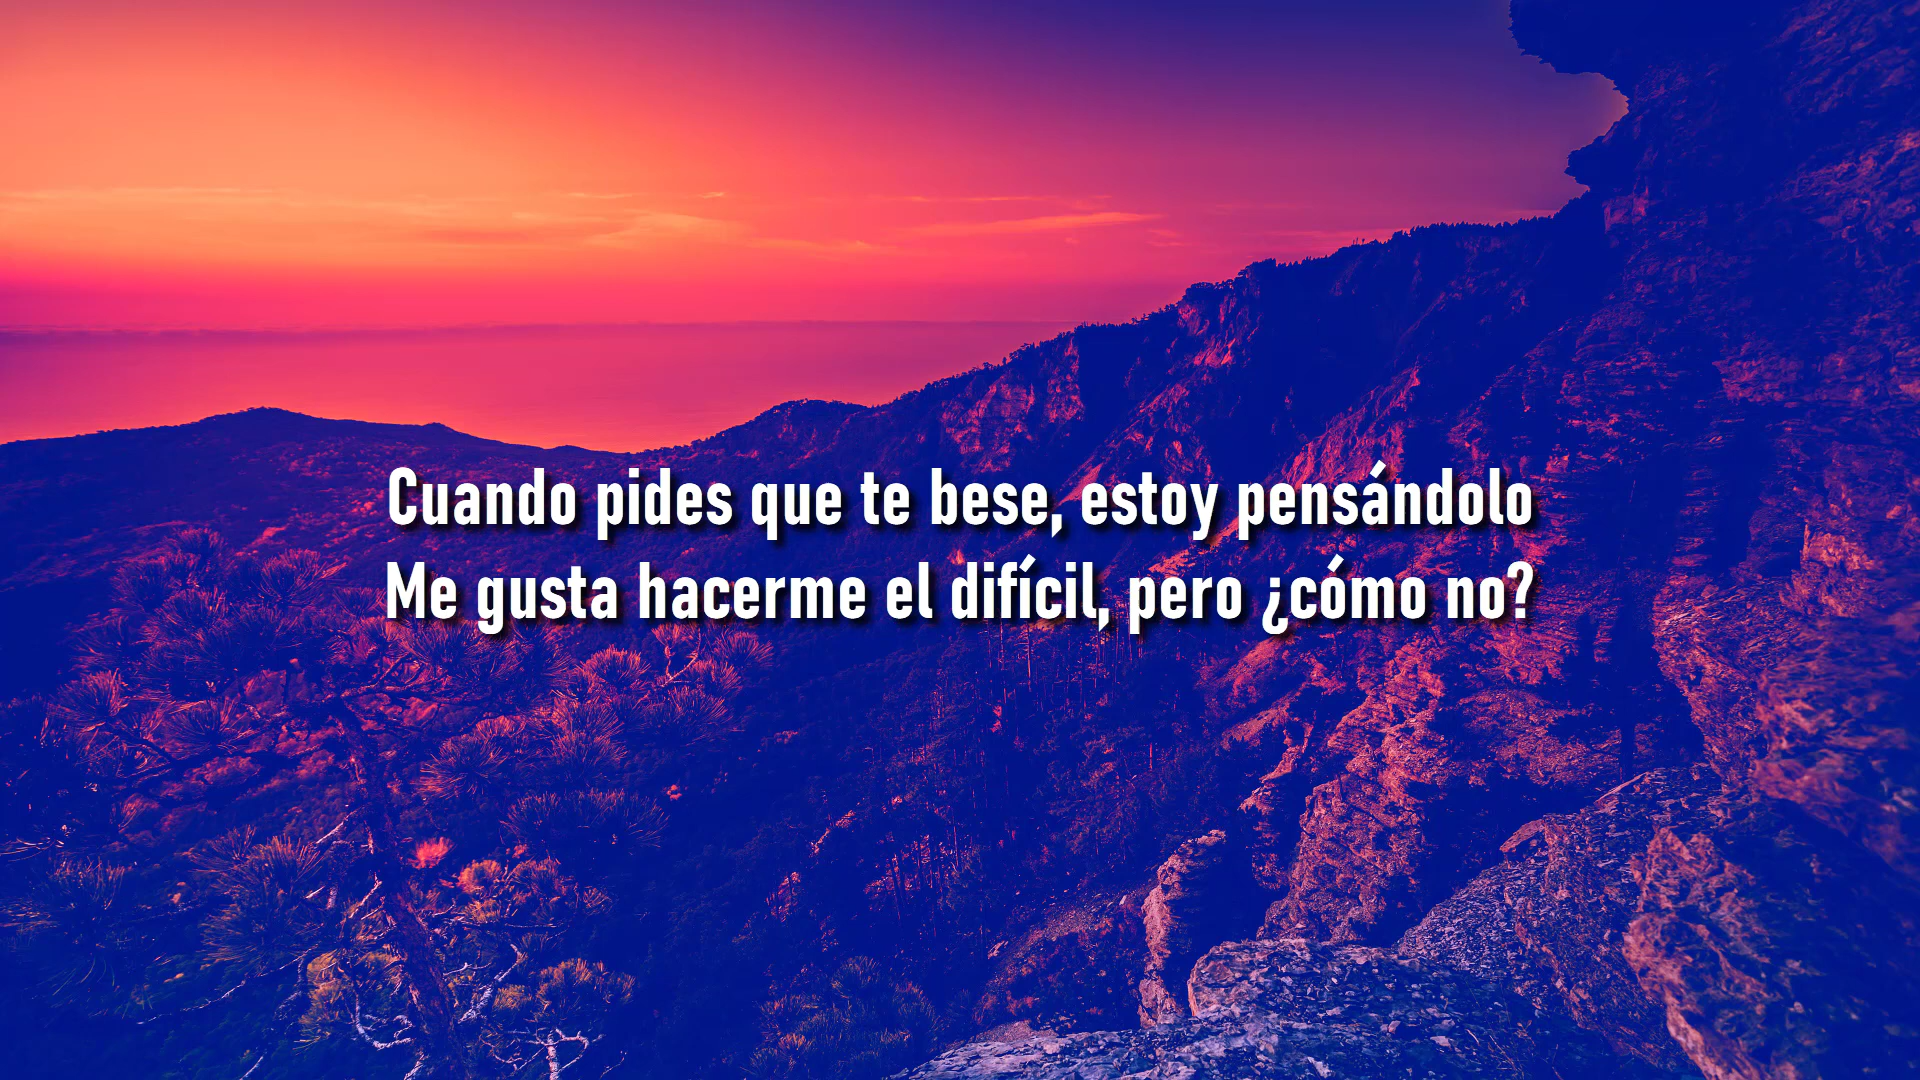 Cuando pides que te bese, estoy pensándolo
Me gusta hacerme el difícil, pero ¿cómo no?